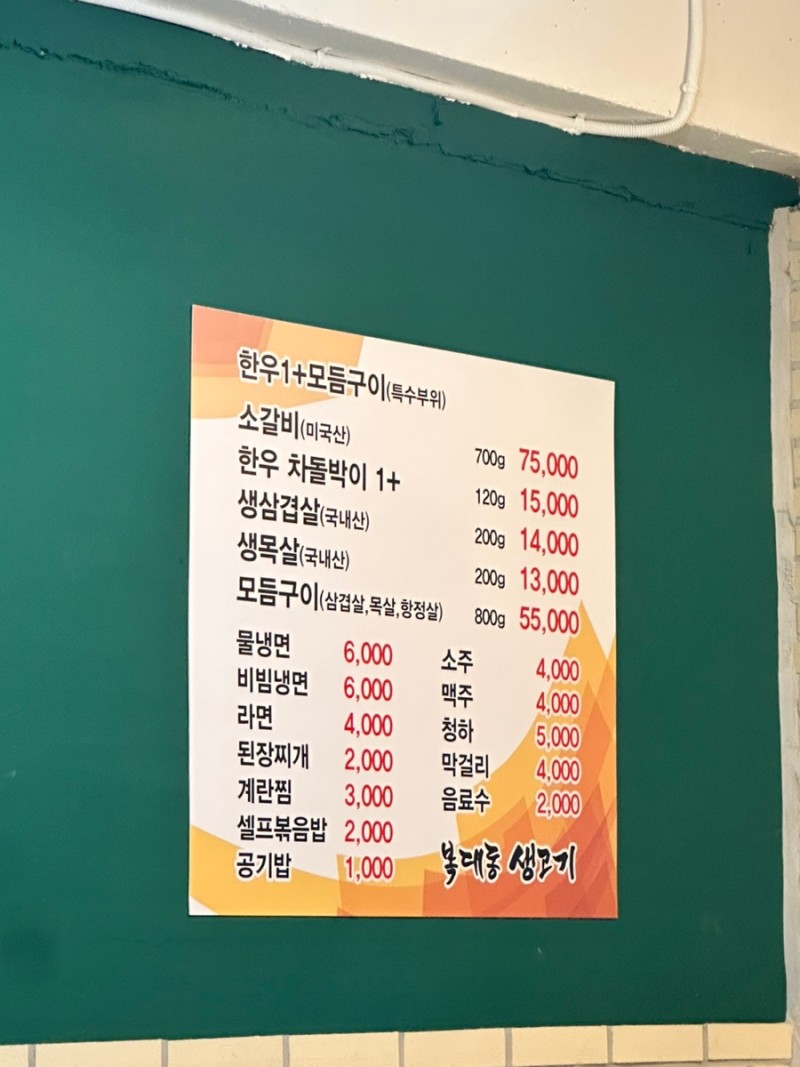 한우1+모듬구이(특수부위)
소갈비(미국산) 700g 75,000
한우 차돌박이 1+ 120g 15,000
생삼겹살(국내산) 200g 14,000
생목살(국내산) 200g 13,000
모듬구이(삼겹살,목살,항정살) 800g 55,000
물냉면 6,000 소주 4,000
비빔냉면 6,000 맥주 4,000
라면 4,000 청하 5,000
된장찌개 2,000 막걸리 4,000
계란찜 3,000 음료수 2,000
셀프볶음밥 2,000
공기밥 1,000 복대동 생고기